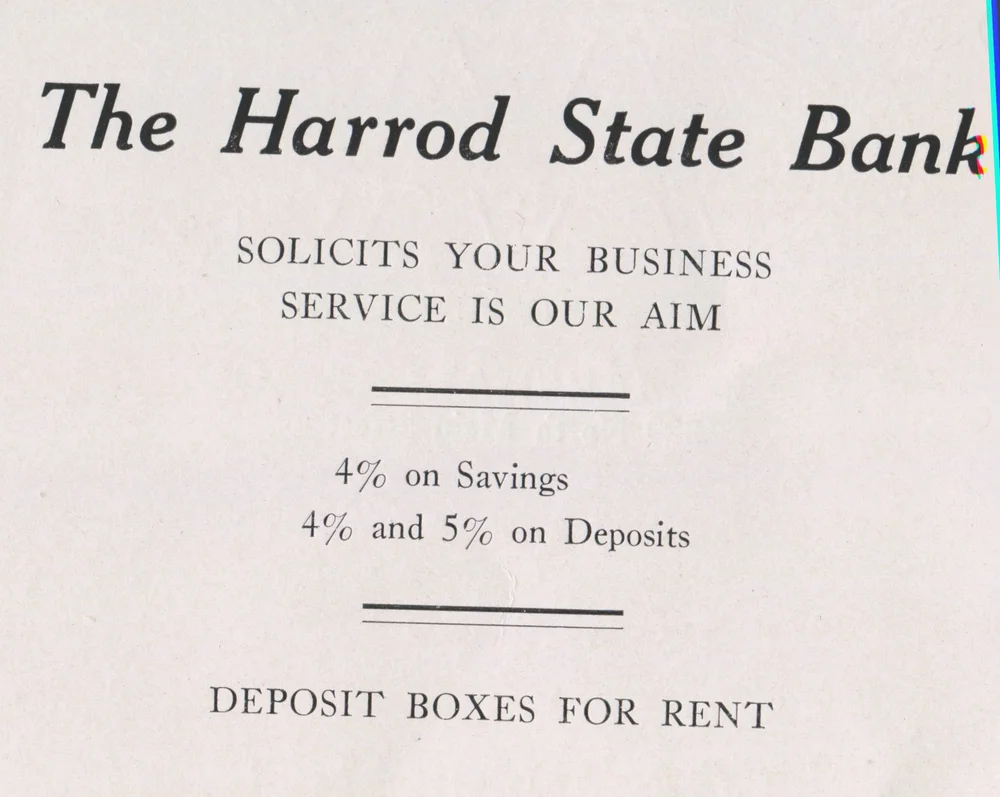 The Harrod State Bank
SOLICITS YOUR BUSINESS
SERVICE IS OUR AIM
4% on Savings
4% and 5% on Deposits
DEPOSIT BOXES FOR RENT